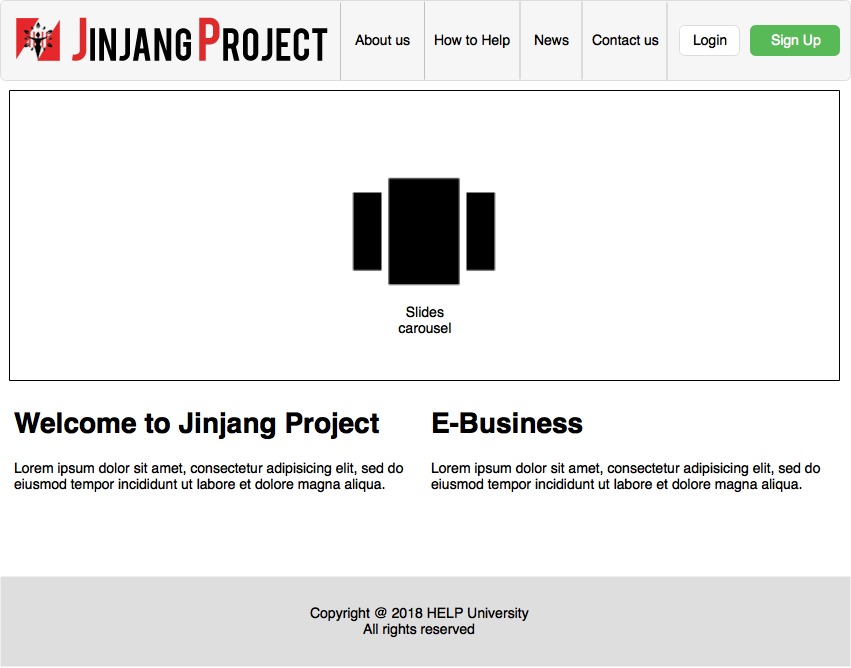 JINJANG PROJECT
About us
How to Help
News
Contact us
Login
Sign Up
Slides
carousel
Welcome to Jinjang Project
Lorem ipsum dolor sit amet, consectetur adipisicing elit, sed do
eiusmod tempor incididunt ut labore et dolore magna aliqua.
E-Business
Lorem ipsum dolor sit amet, consectetur adipisicing elit, sed do
eiusmod tempor incididunt ut labore et dolore magna aliqua.
Copyright @ 2018 HELP University
All rights reserved